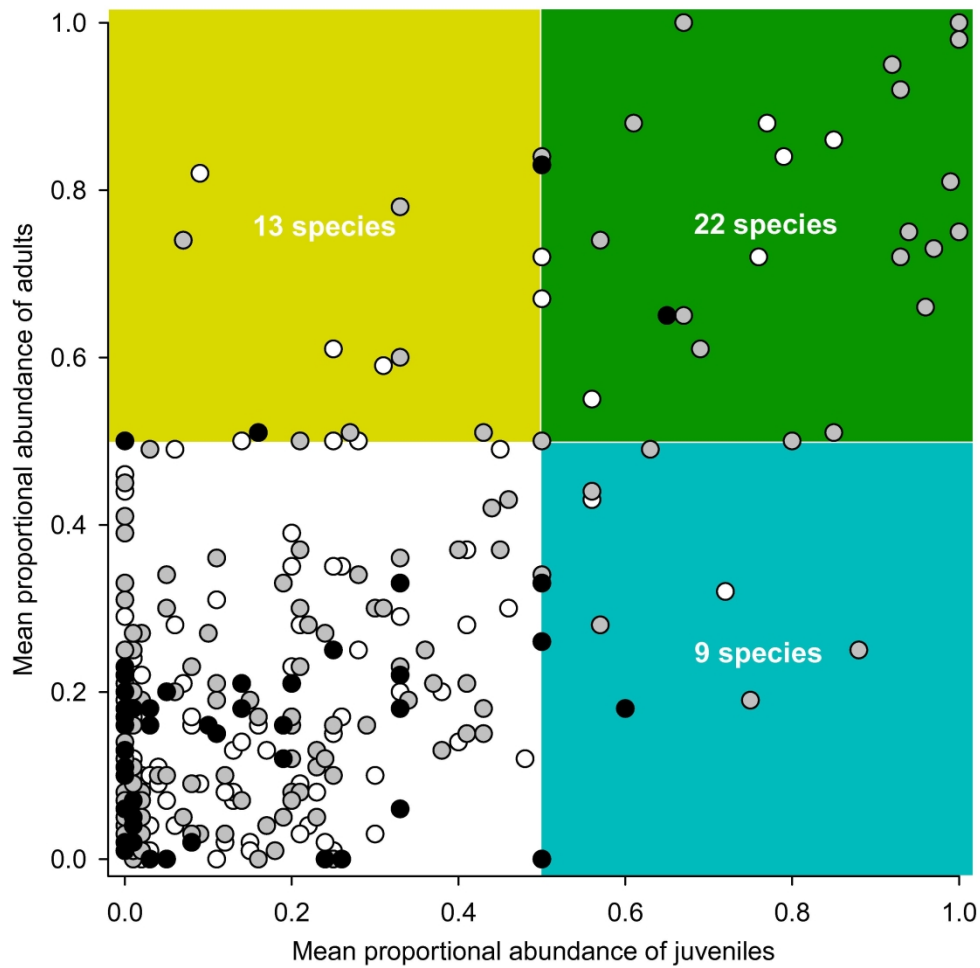 1.0
0.8
13 species
22 species
0.6
0.4
9 species
0.2
0.0
Mean proportional abundance of adults
0.0
0.2
0.4
0.6
0.8
1.0
Mean proportional abundance of juveniles